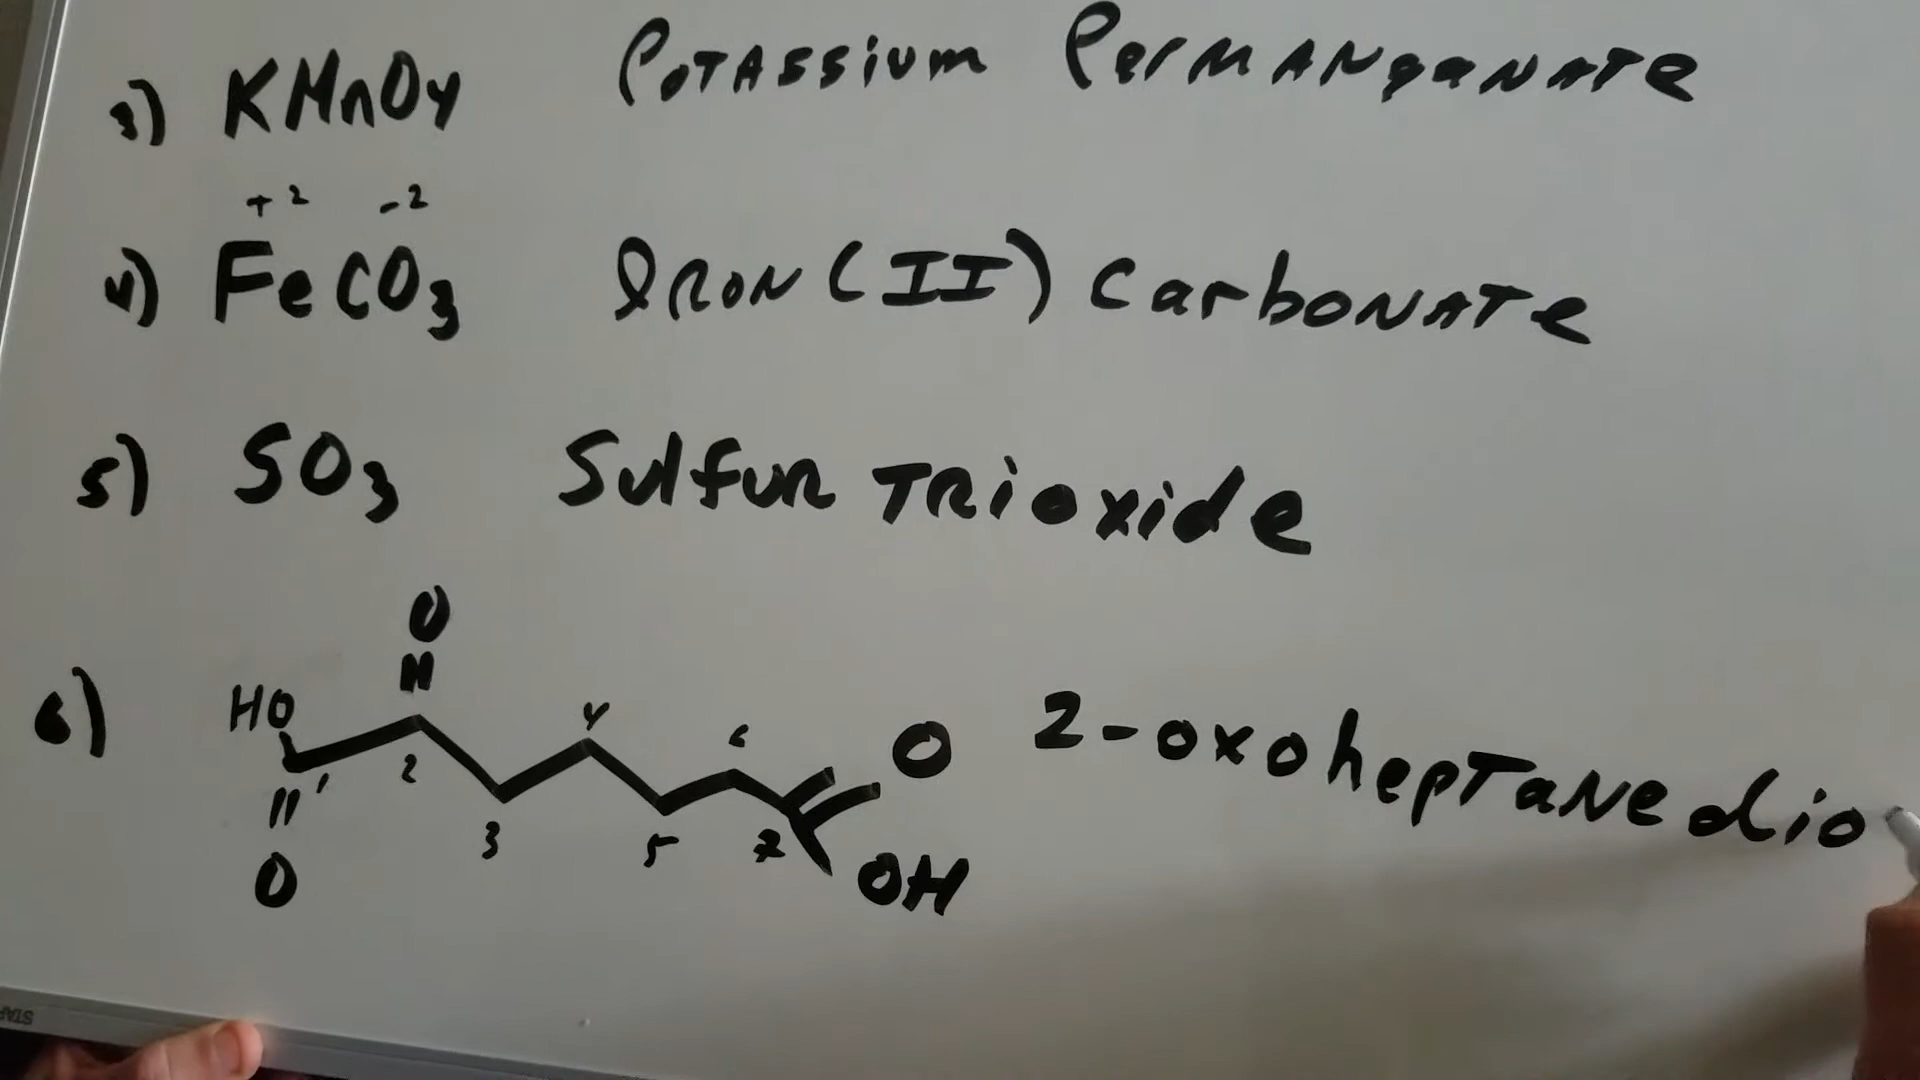 3) KMnO4 Potassium Permanganate
+2 -2
4) FeCO3 Iron (II) Carbonate
5) SO3 Sulfur Trioxide
O
6) HO 1 2 3 4 5 6 7 O 2-oxoheptanedio
O OH
STAR